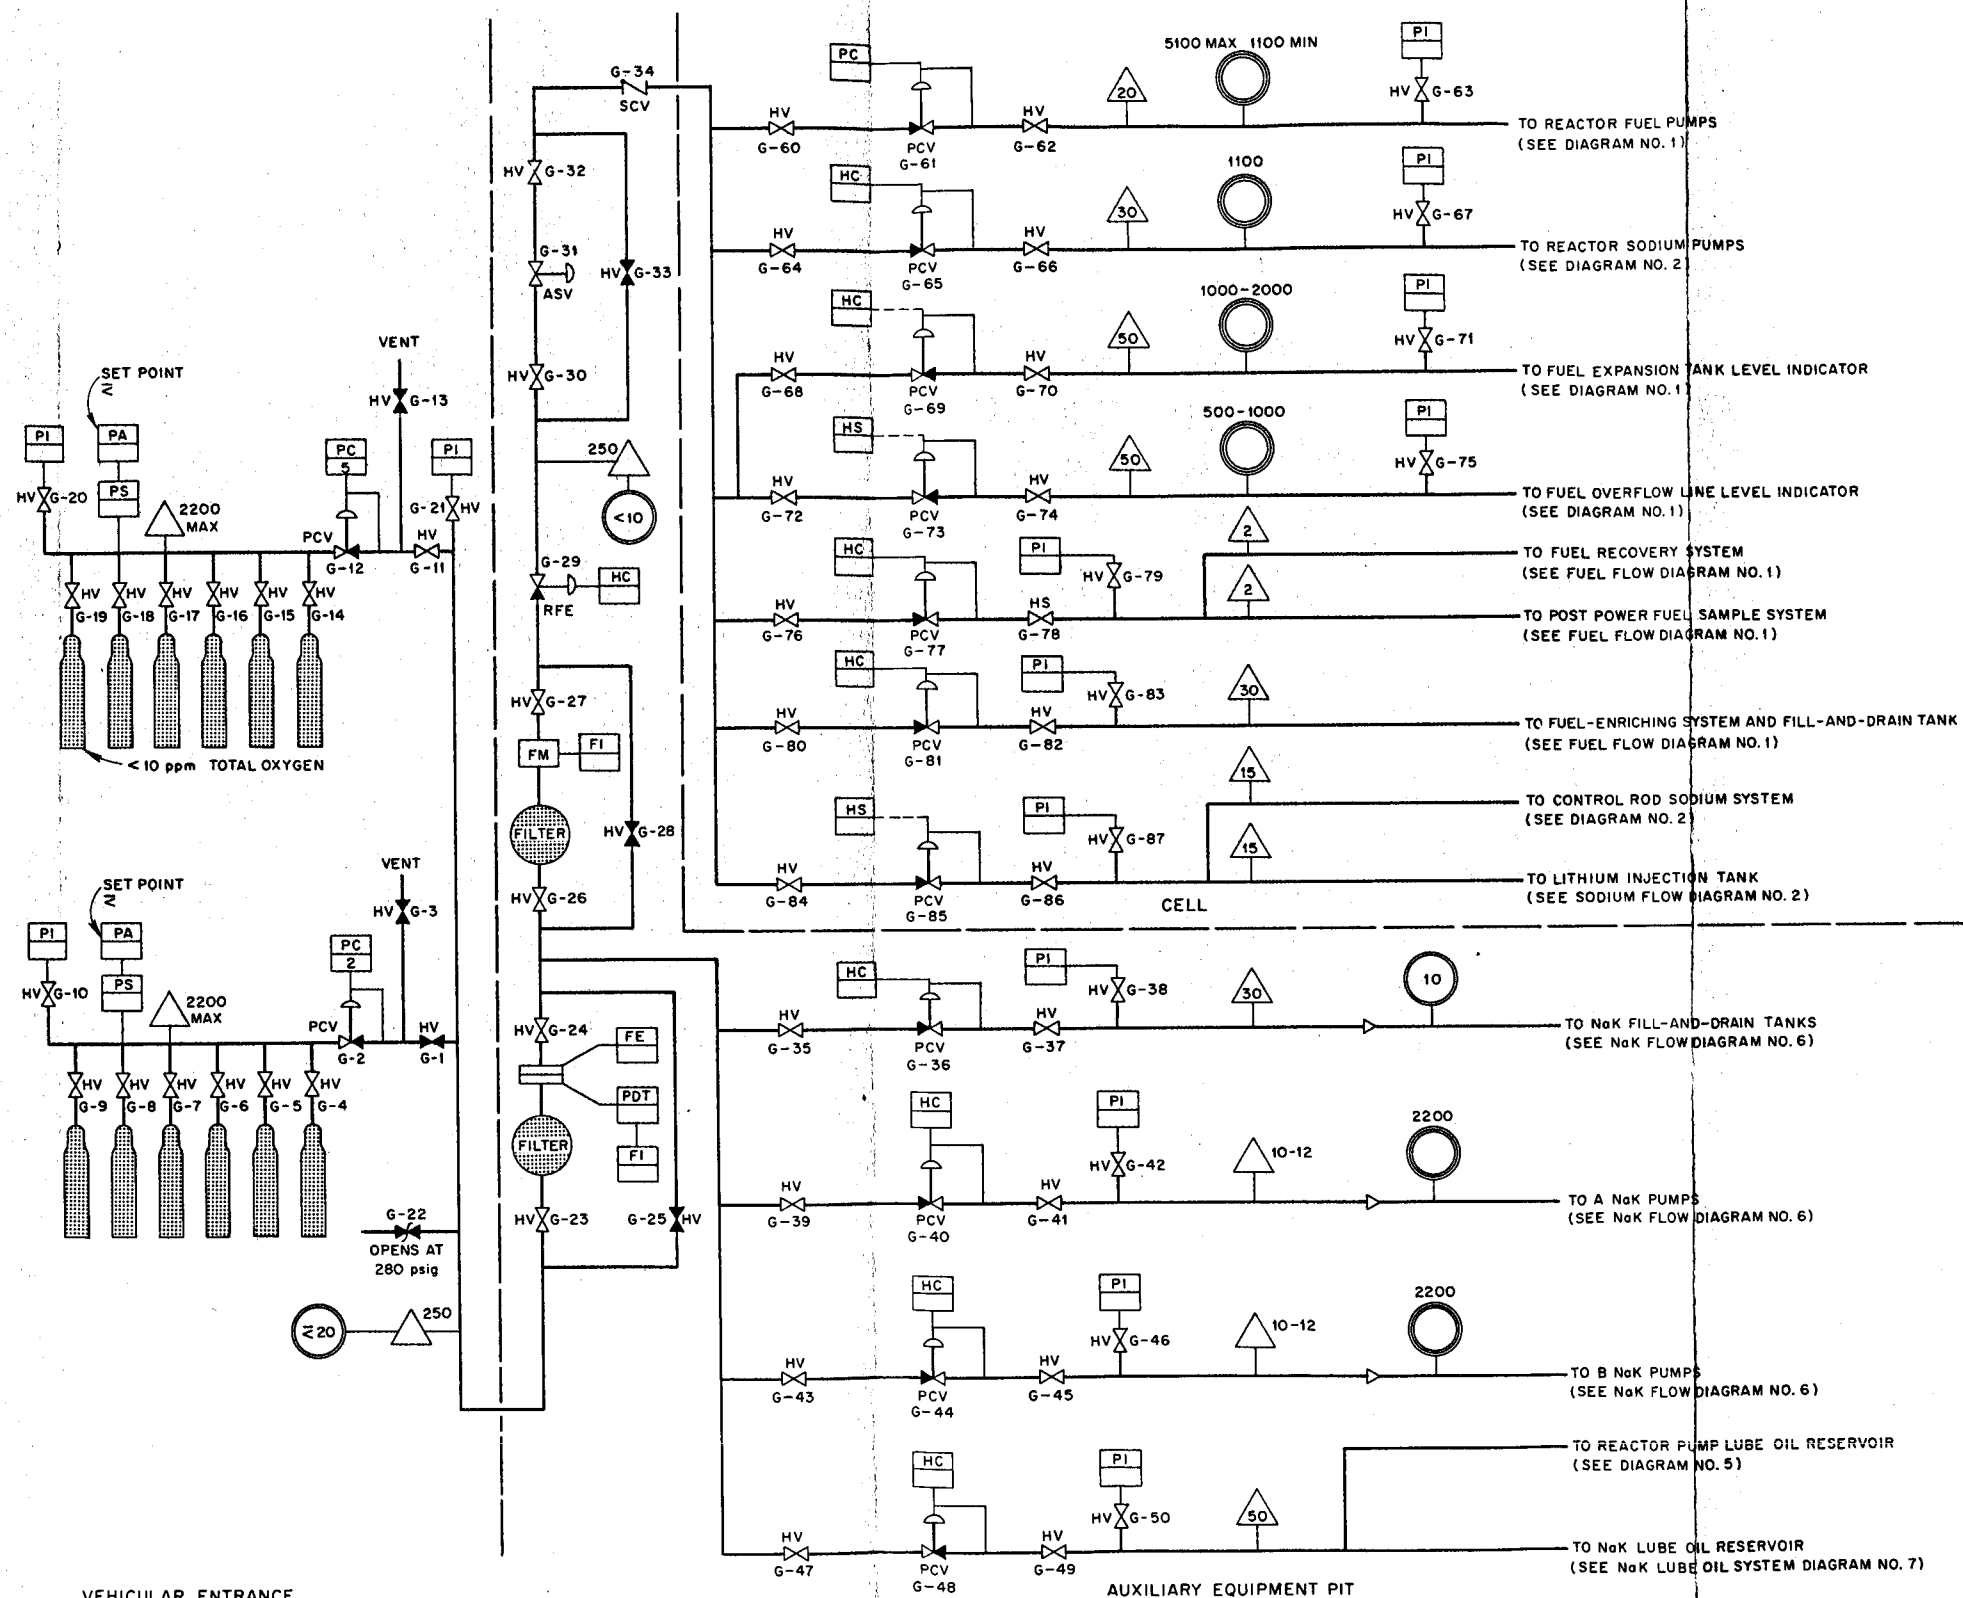 G-34
SCV
HV G-32
G-31
ASV
HV G-33
HV G-30
250
<10
G-29
HC
RFE
HV G-27
FM
FI
FILTER
HV G-28
HV G-26
HV G-24
FE
PDT
FI
FILTER
HV G-23
G-25 HV
VENT
HV G-13
SET POINT
PI
PA
PS
HV G-20
2200
MAX
PC
5
PI
G-21 HV
PCV
G-12
HV
G-11
HV HV HV HV HV HV
G-19 G-18 G-17 G-16 G-15 G-14
<10 ppm TOTAL OXYGEN
VENT
HV G-3
SET POINT
PI
PA
PS
HV G-10
2200
MAX
PC
2
PCV
G-2
HV
G-1
HV HV HV HV HV HV
G-9 G-8 G-7 G-6 G-5 G-4
G-22
OPENS AT
280 psig
≤20
250
VEHICULAR ENTRANCE
PC
HV
G-60
PCV
G-61
HV
G-62
20
5100 MAX 1100 MIN
PI
HV G-63
TO REACTOR FUEL PUMPS
(SEE DIAGRAM NO. 1)
HC
HV
G-64
PCV
G-65
HV
G-66
30
1100
PI
HV G-67
TO REACTOR SODIUM PUMPS
(SEE DIAGRAM NO. 2)
HC
HV
G-68
PCV
G-69
HV
G-70
50
1000-2000
PI
HV G-71
TO FUEL EXPANSION TANK LEVEL INDICATOR
(SEE DIAGRAM NO. 1)
HS
HV
G-72
PCV
G-73
HV
G-74
50
500-1000
PI
HV G-75
TO FUEL OVERFLOW LINE LEVEL INDICATOR
(SEE DIAGRAM NO. 1)
HC
HV
G-76
PCV
G-77
HS
G-78
PI
HV G-79
2
TO FUEL RECOVERY SYSTEM
(SEE FUEL FLOW DIAGRAM NO. 1)
2
TO POST POWER FUEL SAMPLE SYSTEM
(SEE FUEL FLOW DIAGRAM NO. 1)
HC
HV
G-80
PCV
G-81
HV
G-82
PI
HV G-83
30
TO FUEL-ENRICHING SYSTEM AND FILL-AND-DRAIN TANK
(SEE FUEL FLOW DIAGRAM NO. 1)
HS
HV
G-84
PCV
G-85
HV
G-86
PI
HV G-87
15
TO CONTROL ROD SODIUM SYSTEM
(SEE DIAGRAM NO. 2)
15
TO LITHIUM INJECTION TANK
(SEE SODIUM FLOW DIAGRAM NO. 2)
CELL
HC
HV
G-35
PCV
G-36
HV
G-37
PI
HV G-38
30
10
TO NaK FILL-AND-DRAIN TANKS
(SEE NaK FLOW DIAGRAM NO. 6)
HC
HV
G-39
PCV
G-40
HV
G-41
PI
HV G-42
10-12
2200
TO A NaK PUMPS
(SEE NaK FLOW DIAGRAM NO. 6)
HC
HV
G-43
PCV
G-44
HV
G-45
PI
HV G-46
10-12
2200
TO B NaK PUMPS
(SEE NaK FLOW DIAGRAM NO. 6)
HC
HV
G-47
PCV
G-48
HV
G-49
PI
HV G-50
50
TO REACTOR PUMP LUBE OIL RESERVOIR
(SEE DIAGRAM NO. 5)
TO NaK LUBE OIL RESERVOIR
(SEE NaK LUBE OIL SYSTEM DIAGRAM NO. 7)
AUXILIARY EQUIPMENT PIT